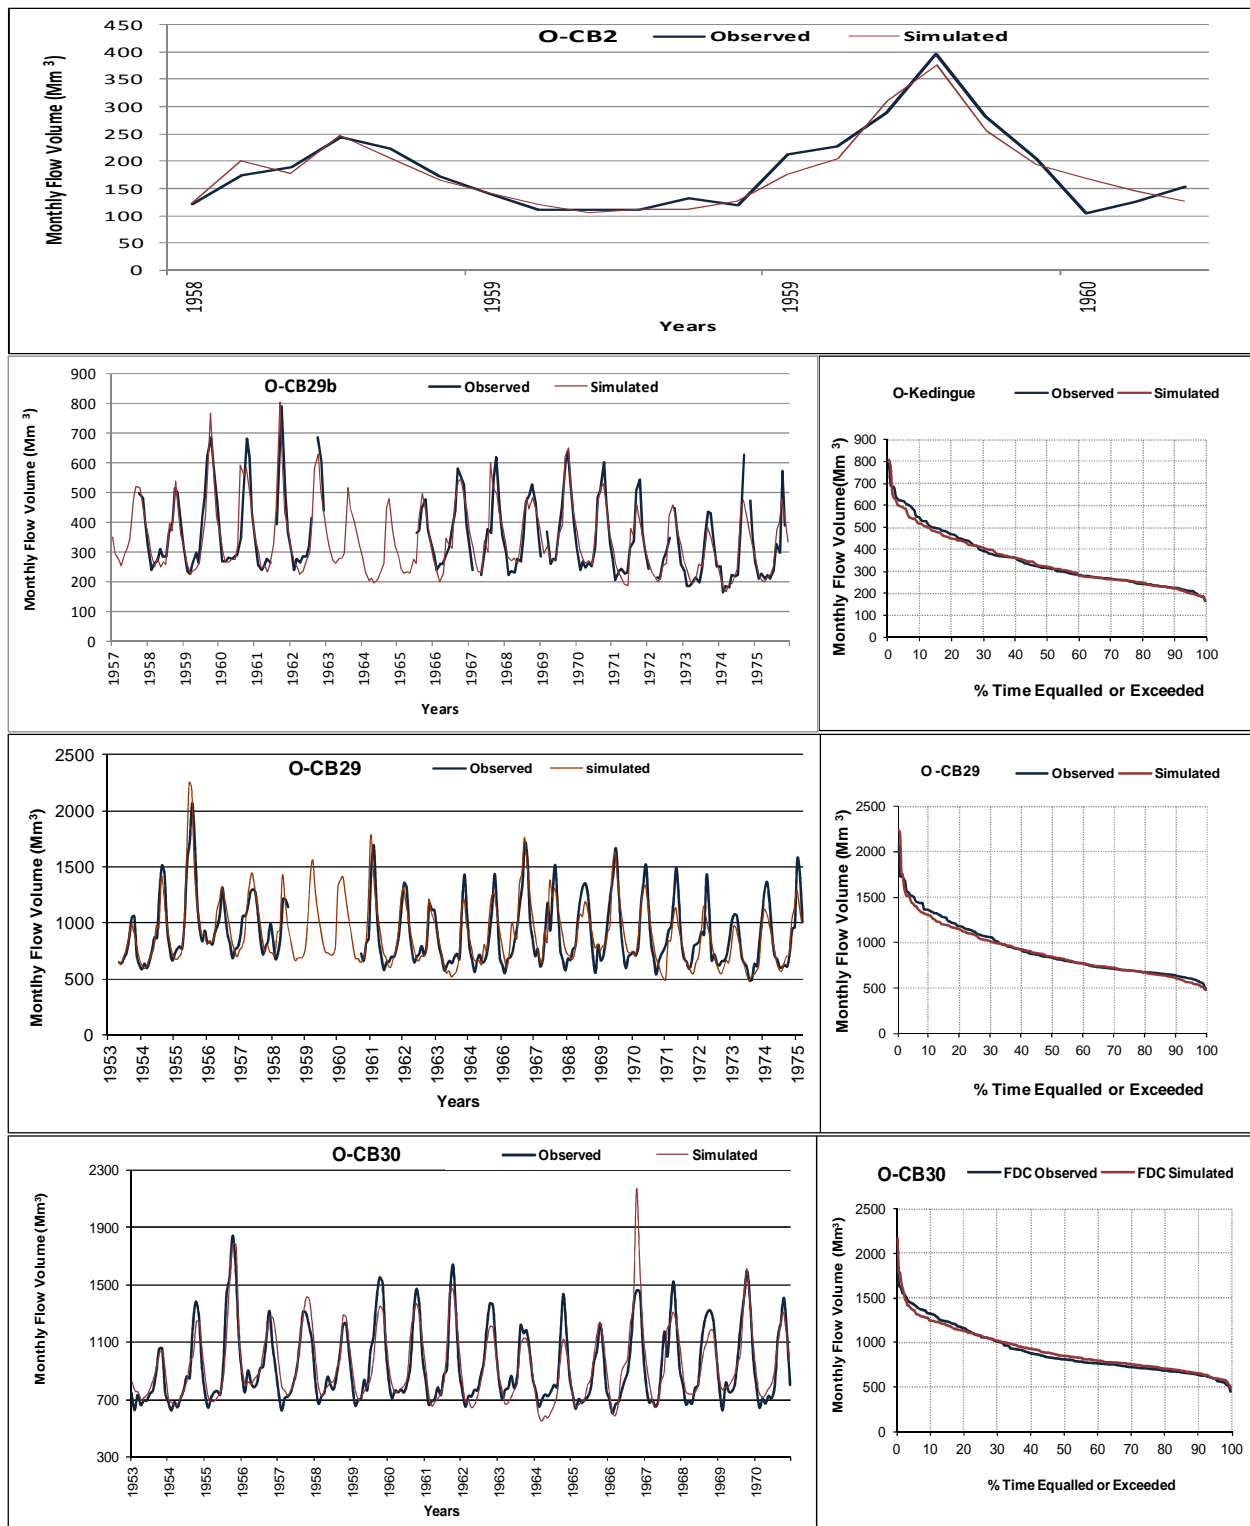 O-CB2 Observed Simulated
Monthly Flow Volume (Mm³)
450
400
350
300
250
200
150
100
50
0
1958 1959 1959 1960
Years
O-CB29b Observed Simulated
Monthly Flow Volume (Mm³)
900
800
700
600
500
400
300
200
100
0
1957 1958 1959 1960 1961 1962 1963 1964 1965 1966 1967 1968 1969 1970 1971 1972 1973 1974 1975
Years
O-Kedingue Observed Simulated
Monthly Flow Volume(Mm³)
900
800
700
600
500
400
300
200
100
0
0 10 20 30 40 50 60 70 80 90 100
% Time Equalled or Exceeded
O-CB29 Observed simulated
Monthly Flow Volume (Mm³)
2500
2000
1500
1000
500
0
1953 1954 1955 1956 1957 1958 1959 1960 1961 1962 1963 1964 1965 1966 1967 1968 1969 1970 1971 1972 1973 1974 1975
Years
O -CB29 Observed Simulated
Monthly Flow Volume (Mm³)
2500
2000
1500
1000
500
0
0 10 20 30 40 50 60 70 80 90 100
% Time Equalled or Exceeded
O-CB30 Observed Simulated
Monthly Flow Volume (Mm³)
2300
1900
1500
1100
700
300
1953 1954 1955 1956 1957 1958 1959 1960 1961 1962 1963 1964 1965 1966 1967 1968 1969 1970
Years
O-CB30 FDC Observed FDC Simulated
Monthly Flow Volume (Mm³)
2500
2000
1500
1000
500
0
0 10 20 30 40 50 60 70 80 90 100
% Time Equalled or Exceeded